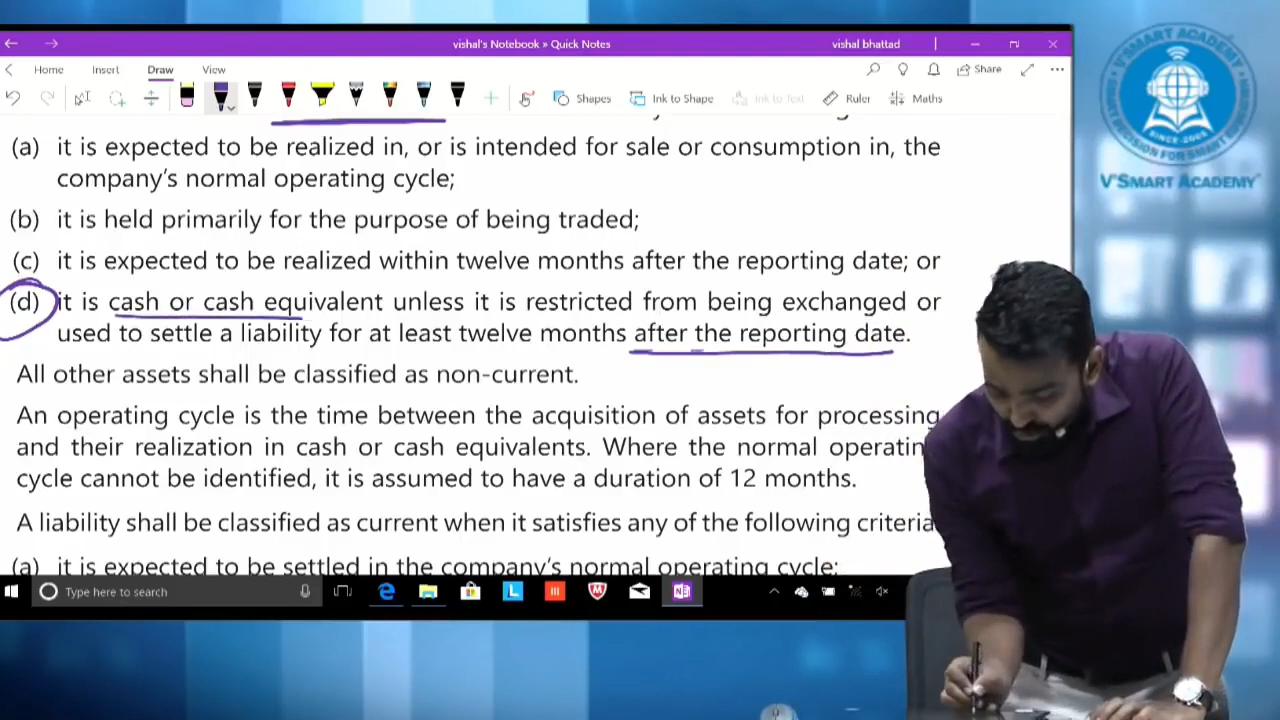 vishal's Notebook » Quick Notes
vishal bhattad
Home Insert Draw View
Share
Shapes
Ink to Shape
Ink to Text
Ruler
Maths
(a) it is expected to be realized in, or is intended for sale or consumption in, the
company's normal operating cycle;
(b) it is held primarily for the purpose of being traded;
(c) it is expected to be realized within twelve months after the reporting date; or
(d) it is cash or cash equivalent unless it is restricted from being exchanged or
used to settle a liability for at least twelve months after the reporting date.
All other assets shall be classified as non-current.
An operating cycle is the time between the acquisition of assets for processing
and their realization in cash or cash equivalents. Where the normal operatin
cycle cannot be identified, it is assumed to have a duration of 12 months.
A liability shall be classified as current when it satisfies any of the following criteria
(a) it is expected to be settled in the company's normal operating cycle;
Type here to search
V'SMART ACADEMY
SINCE-2005
V'SMART ACADEMY